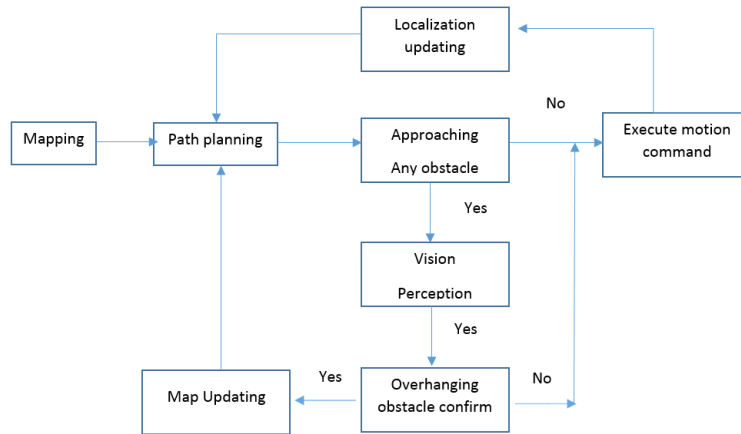 Localization
updating
No
Mapping
Path planning
Approaching
Any obstacle
Execute motion
command
Yes
Vision
Perception
Yes
Map Updating
Yes
Overhanging
obstacle confirm
No